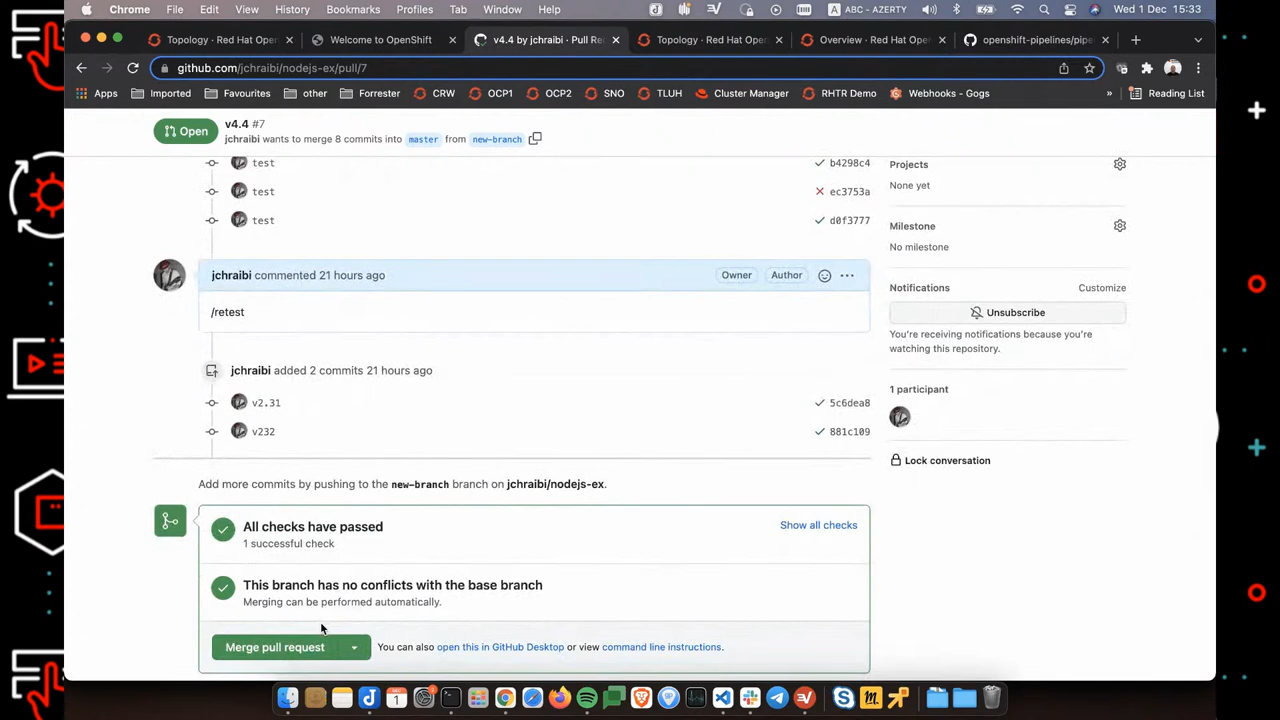 Chrome File Edit View History Bookmarks Profiles Tab Window Help ABC - AZERTY Wed 1 Dec 15:33
Topology · Red Hat Ope Welcome to OpenShift v4.4 by jchraibi · Pull Re Topology · Red Hat Ope Overview · Red Hat Ope openshift-pipelines/pipe
github.com/jchraibi/nodejs-ex/pull/7
Apps Imported Favourites other Forrester CRW OCP1 OCP2 SNO TLUH Cluster Manager RHTR Demo Webhooks - Gogs » Reading List
Open
v4.4 #7
jchraibi wants to merge 8 commits into master from new-branch
test b4298c4
test ec3753a
test d0f3777
jchraibi commented 21 hours ago Owner Author
/retest
jchraibi added 2 commits 21 hours ago
v2.31 5c6dea8
v232 881c109
Add more commits by pushing to the new-branch branch on jchraibi/nodejs-ex.
All checks have passed Show all checks
1 successful check
This branch has no conflicts with the base branch
Merging can be performed automatically.
Merge pull request You can also open this in GitHub Desktop or view command line instructions.
Projects
None yet
Milestone
No milestone
Notifications Customize
Unsubscribe
You're receiving notifications because you're
watching this repository.
1 participant
Lock conversation